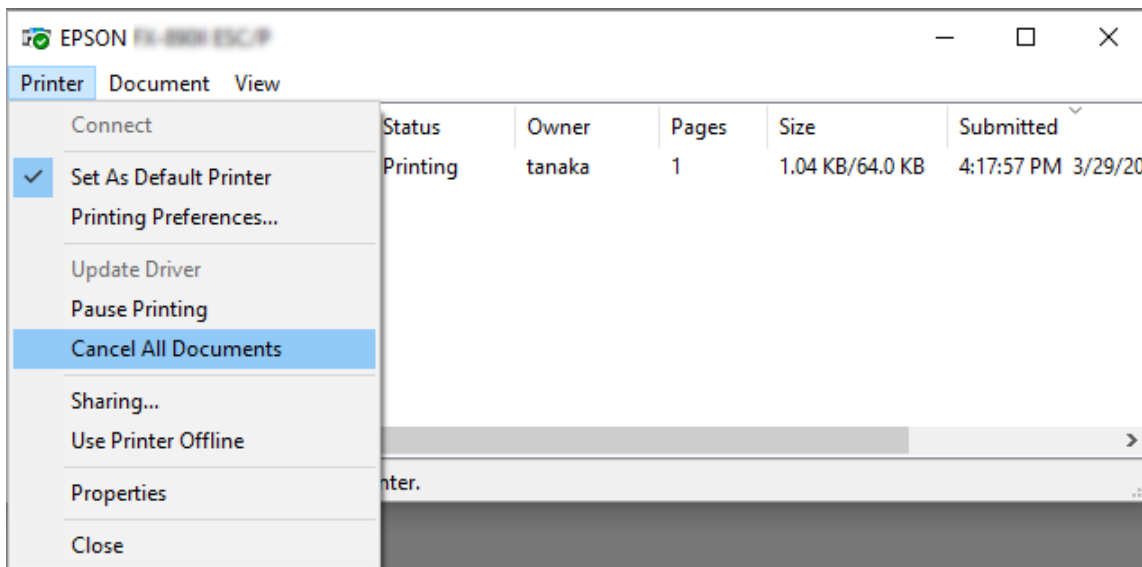 EPSON
Printer Document View
Connect
Status Owner Pages Size Submitted
Printing tanaka 1 1.04 KB/64.0 KB 4:17:57 PM 3/29/20
Set As Default Printer
Printing Preferences...
Update Driver
Pause Printing
Cancel All Documents
Sharing...
Use Printer Offline
Properties
nter.
Close